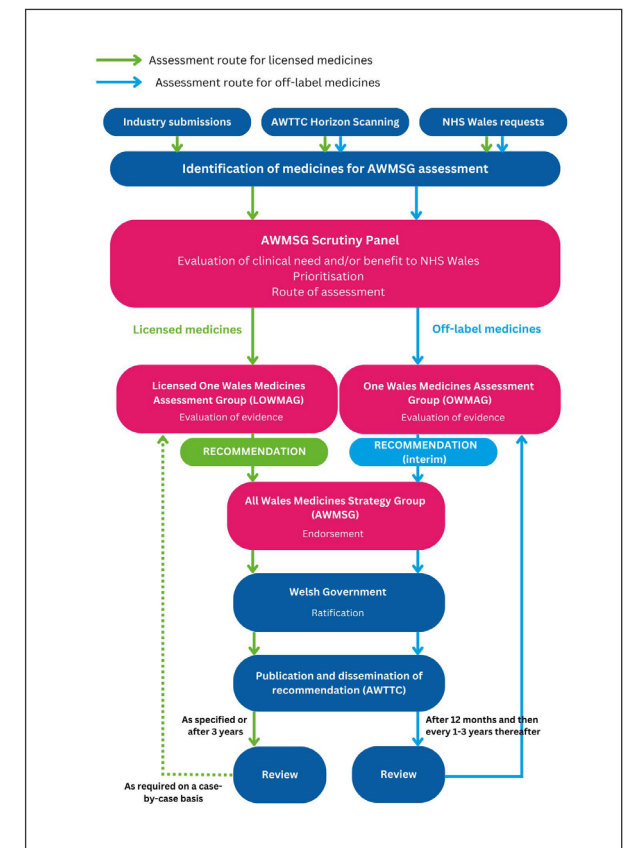 Assessment route for licensed medicines
Assessment route for off-label medicines
Industry submissions
AWTTC Horizon Scanning
NHS Wales requests
Identification of medicines for AWMSG assessment
AWMSG Scrutiny Panel
Evaluation of clinical need and/or benefit to NHS Wales
Prioritisation
Route of assessment
Licensed medicines
Off-label medicines
Licensed One Wales Medicines
Assessment Group (LOWMAG)
Evaluation of evidence
One Wales Medicines Assessment
Group (OWMAG)
Evaluation of evidence
RECOMMENDATION
RECOMMENDATION
(interim)
All Wales Medicines Strategy Group
(AWMSG)
Endorsement
Welsh Government
Ratification
Publication and dissemination of
recommendation (AWTTC)
As specified or
after 3 years
After 12 months and then
every 1-3 years thereafter
Review
Review
As required on a case-
by-case basis